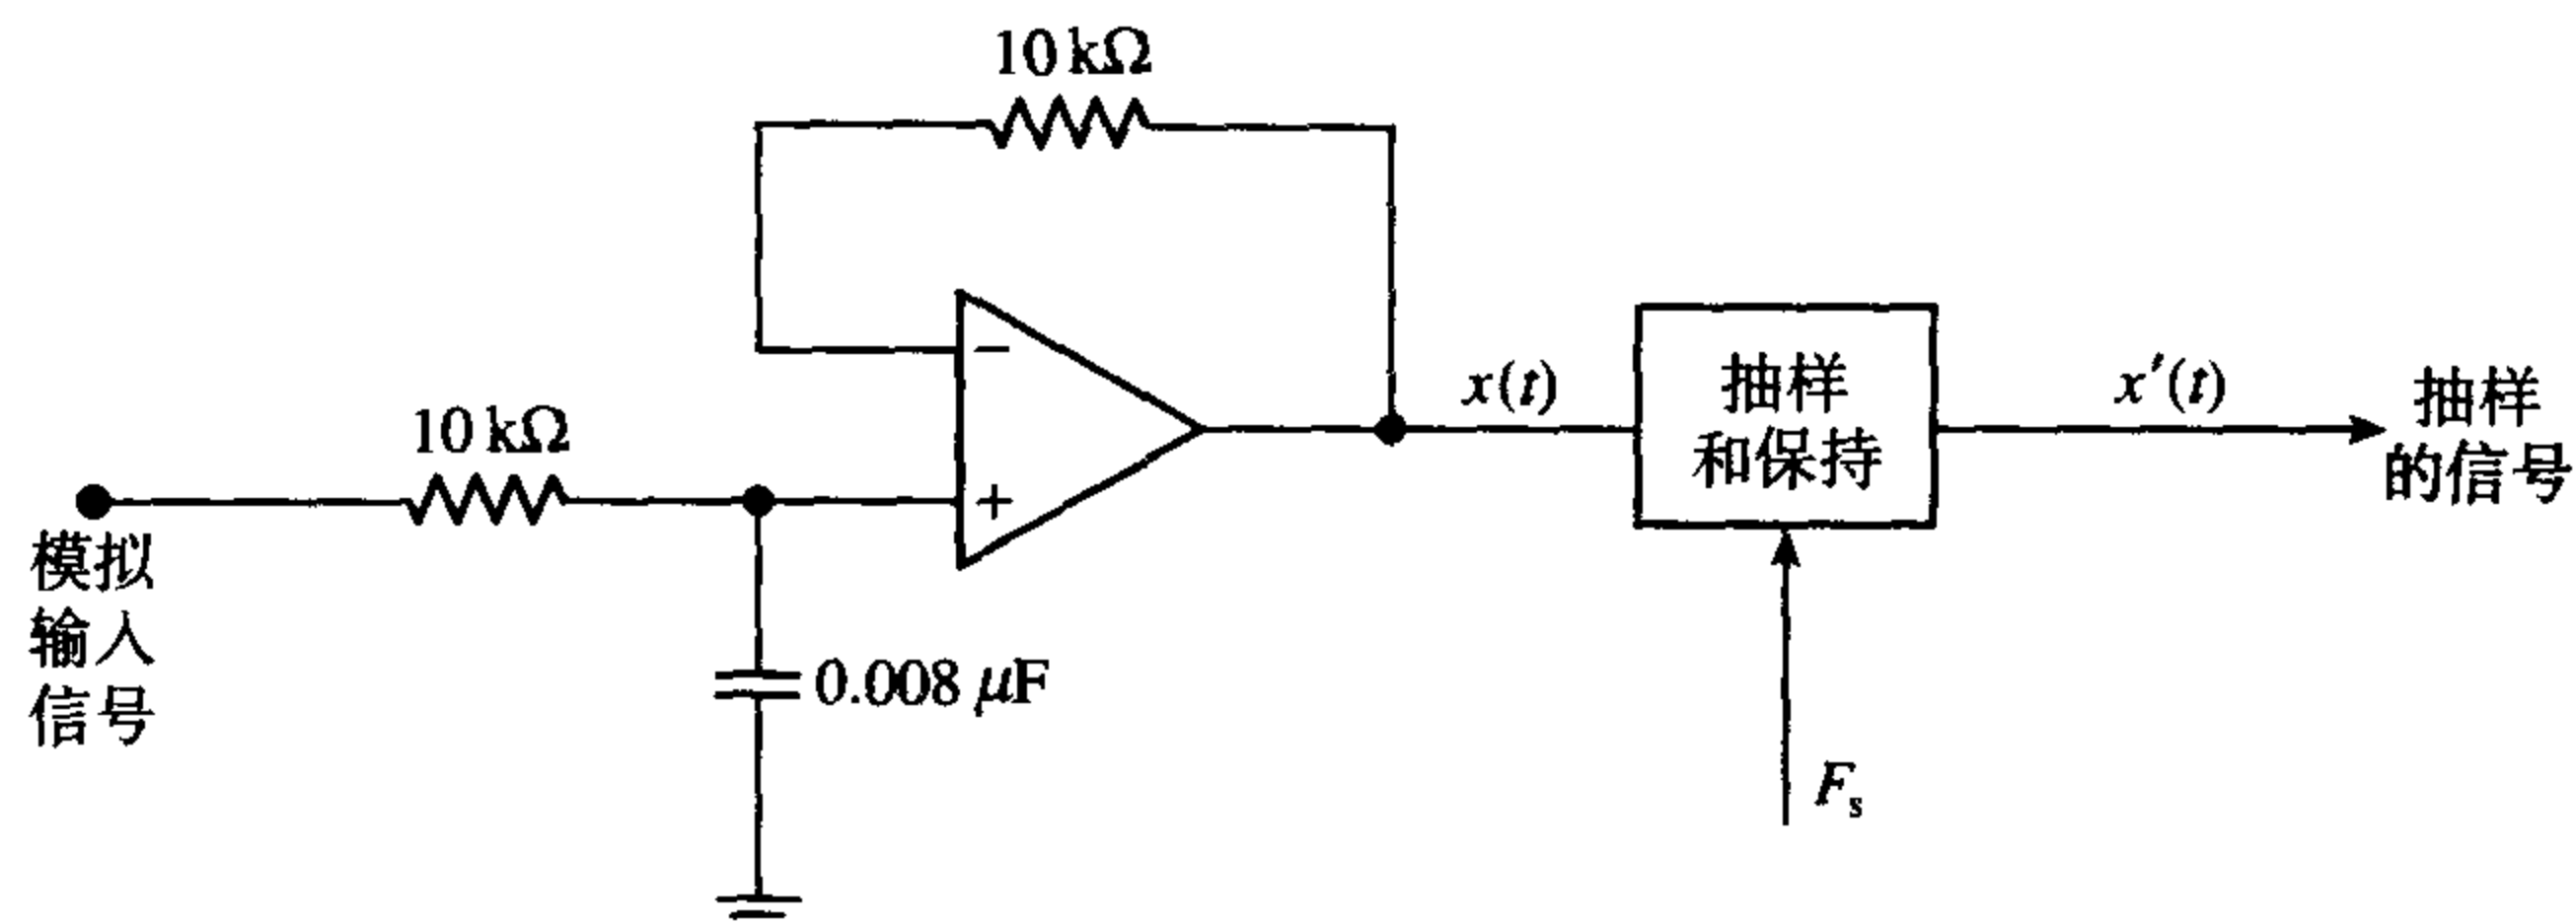 10 kΩ
10 kΩ
模拟
输入
信号
0.008 μF
x(t)
抽样
和保持
x′(t)
抽样
的信号
Fs
−
+